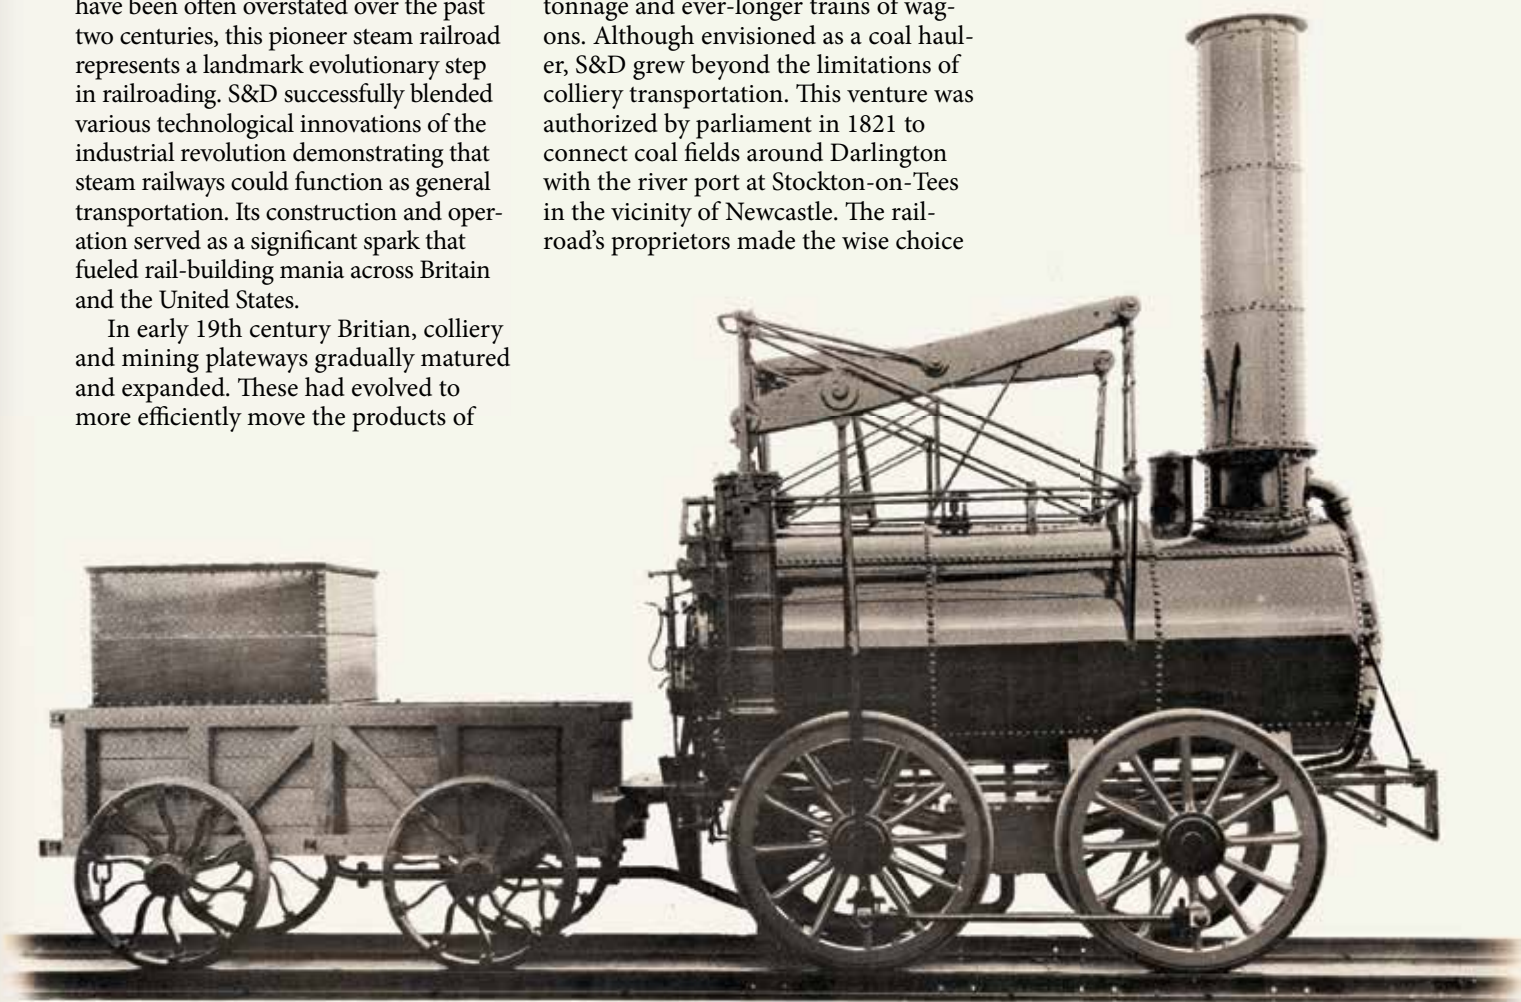 have been often overstated over the past
two centuries, this pioneer steam railroad
represents a landmark evolutionary step
in railroading. S&D successfully blended
various technological innovations of the
industrial revolution demonstrating that
steam railways could function as general
transportation. Its construction and oper-
ation served as a significant spark that
fueled rail-building mania across Britain
and the United States.
In early 19th century Britian, colliery
and mining plateways gradually matured
and expanded. These had evolved to
more efficiently move the products of
tonnage and ever-longer trains of wag-
ons. Although envisioned as a coal haul-
er, S&D grew beyond the limitations of
colliery transportation. This venture was
authorized by parliament in 1821 to
connect coal fields around Darlington
with the river port at Stockton-on-Tees
in the vicinity of Newcastle. The rail-
road's proprietors made the wise choice